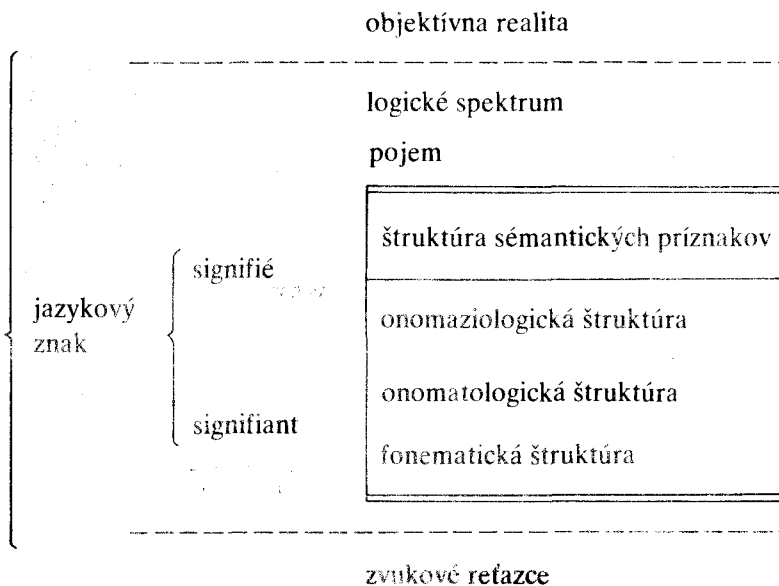 objektívna realita
logické spektrum
pojem
štruktúra sémantických príznakov
signifié
jazykový
znak
onomaziologická štruktúra
onomatologická štruktúra
signifiant
fonematická štruktúra
zvukové reťazce